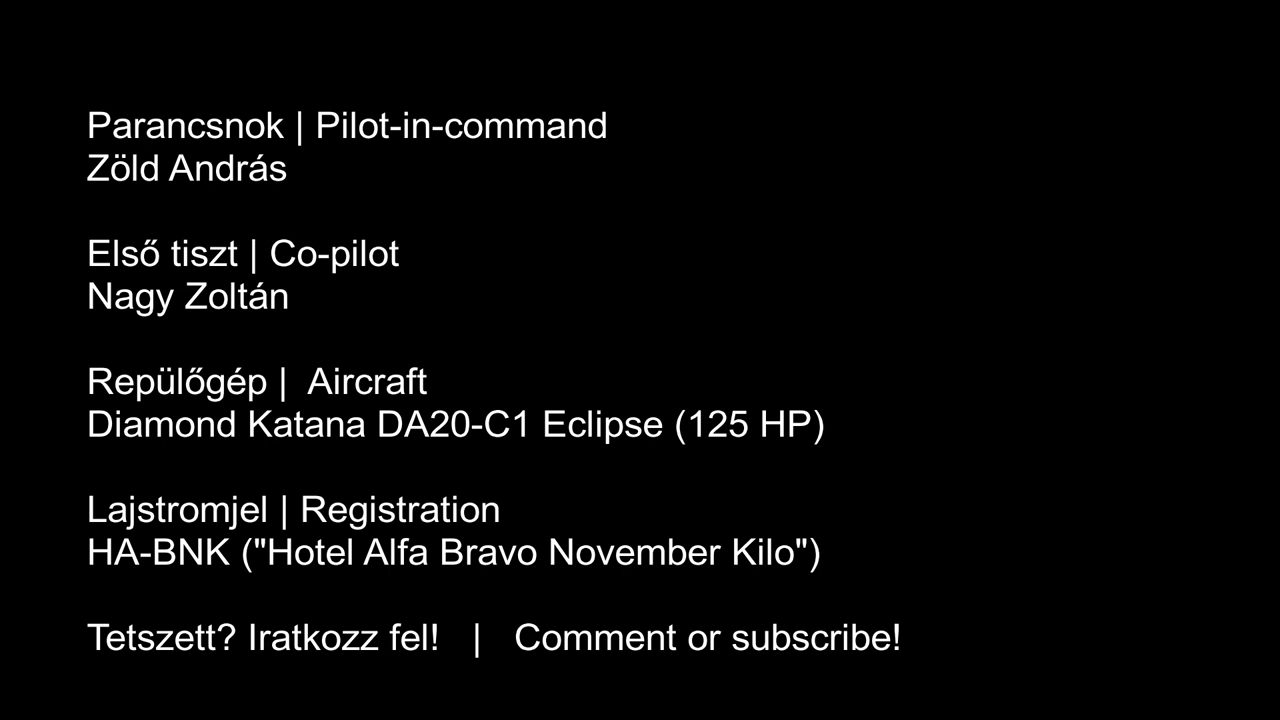 Parancsnok | Pilot-in-command
Zöld András
Első tiszt | Co-pilot
Nagy Zoltán
Repülőgép |  Aircraft
Diamond Katana DA20-C1 Eclipse (125 HP)
Lajstromjel | Registration
HA-BNK ("Hotel Alfa Bravo November Kilo")
Tetszett? Iratkozz fel!   |   Comment or subscribe!